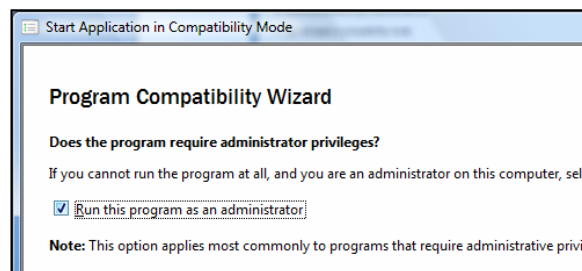 Start Application in Compatibility Mode
Program Compatibility Wizard
Does the program require administrator privileges?
If you cannot run the program at all, and you are an administrator on this computer, sel
Run this program as an administrator
Note: This option applies most commonly to programs that require administrative privi